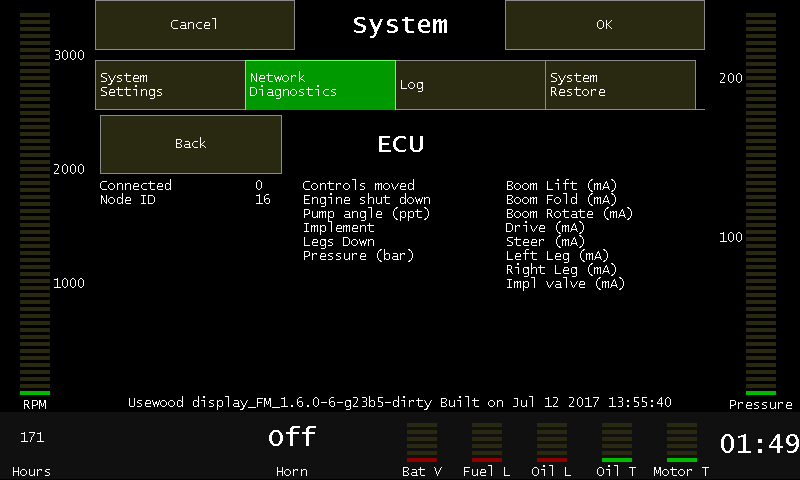 Cancel
System
OK
3000
200
System Settings
Network Diagnostics
Log
System Restore
Back
ECU
2000
Connected 0
Node ID 16
Controls moved
Engine shut down
Pump angle (ppt)
Implement
Legs Down
Pressure (bar)
Boom Lift (mA)
Boom Fold (mA)
Boom Rotate (mA)
Drive (mA)
Steer (mA)
Left Leg (mA)
Right Leg (mA)
Impl valve (mA)
100
1000
RPM
Usewood display_FM_1.6.0-6-g23b5-dirty Built on Jul 12 2017 13:55:40
Pressure
171
Hours
Off
Horn
Bat V
Fuel L
Oil L
Oil T
Motor T
01:49